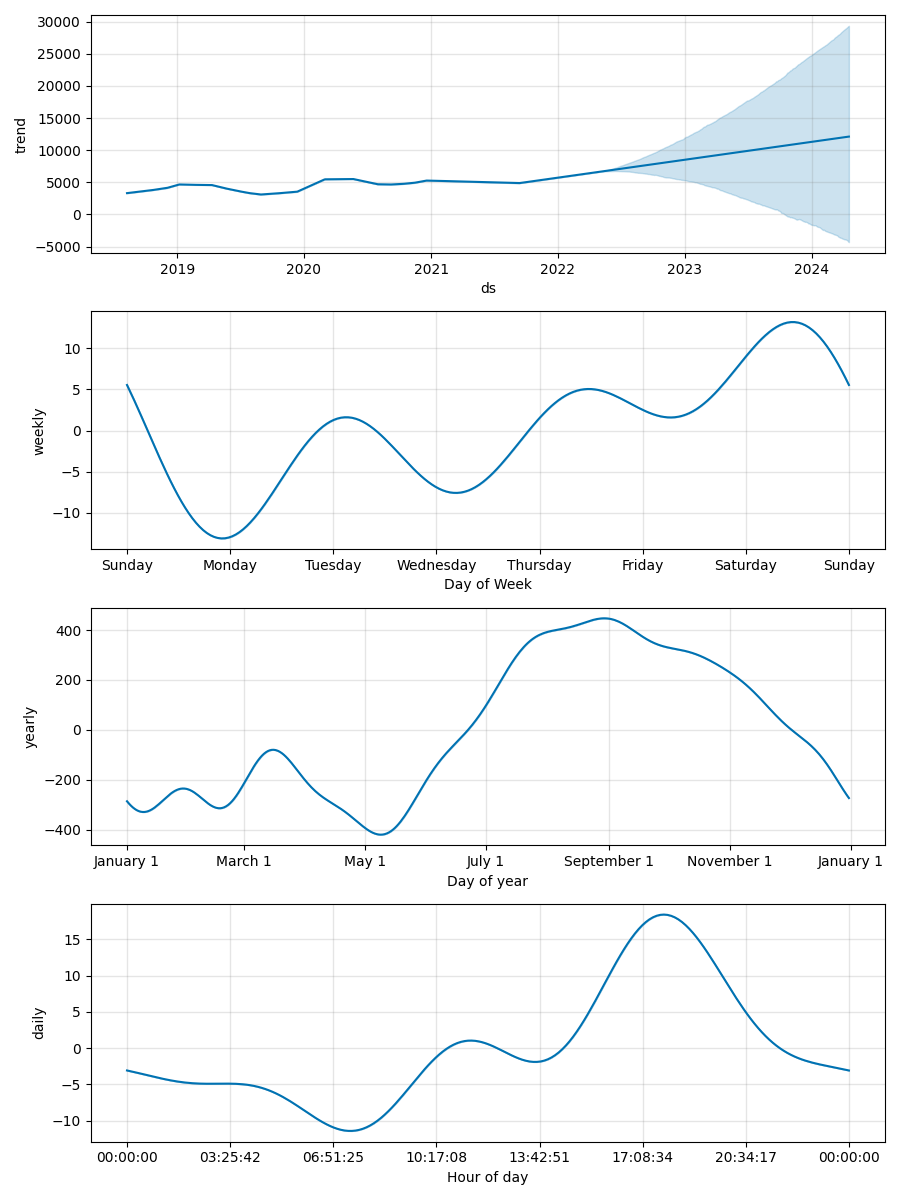 30000
25000
20000
15000
10000
5000
0
−5000
trend
2019 2020 2021 2022 2023 2024
ds
10
5
0
−5
−10
weekly
Sunday Monday Tuesday Wednesday Thursday Friday Saturday Sunday
Day of Week
400
200
0
−200
−400
yearly
January 1 March 1 May 1 July 1 September 1 November 1 January 1
Day of year
15
10
5
0
−5
−10
daily
00:00:00 03:25:42 06:51:25 10:17:08 13:42:51 17:08:34 20:34:17 00:00:00
Hour of day